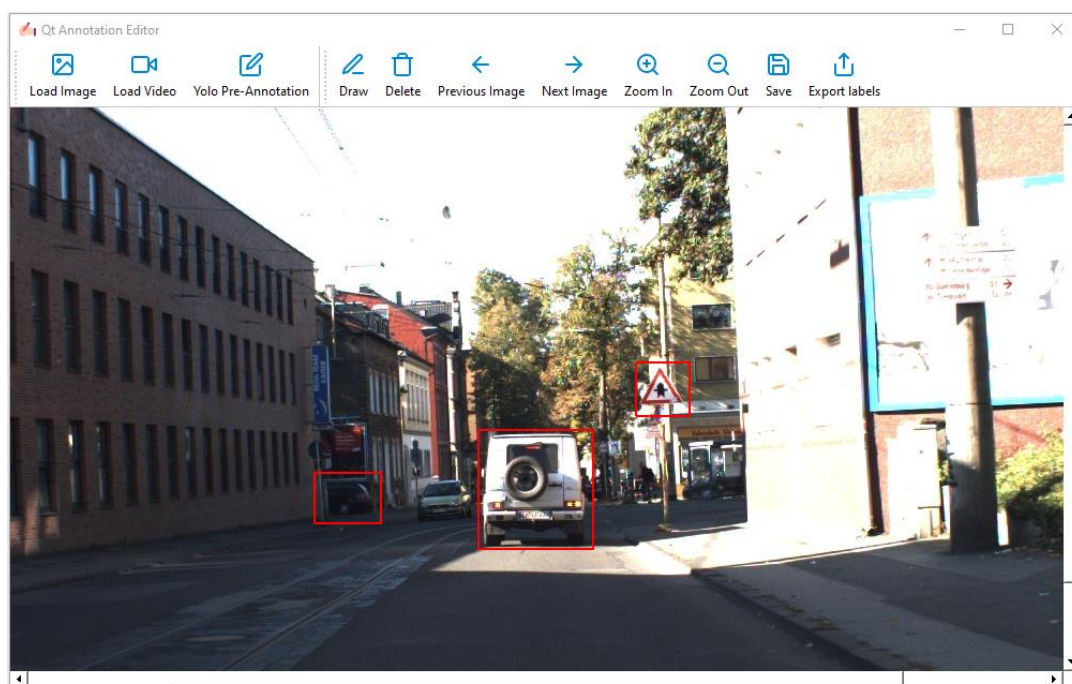 Qt Annotation Editor
Load Image
Load Video
Yolo Pre-Annotation
Draw
Delete
Previous Image
Next Image
Zoom In
Zoom Out
Save
Export labels